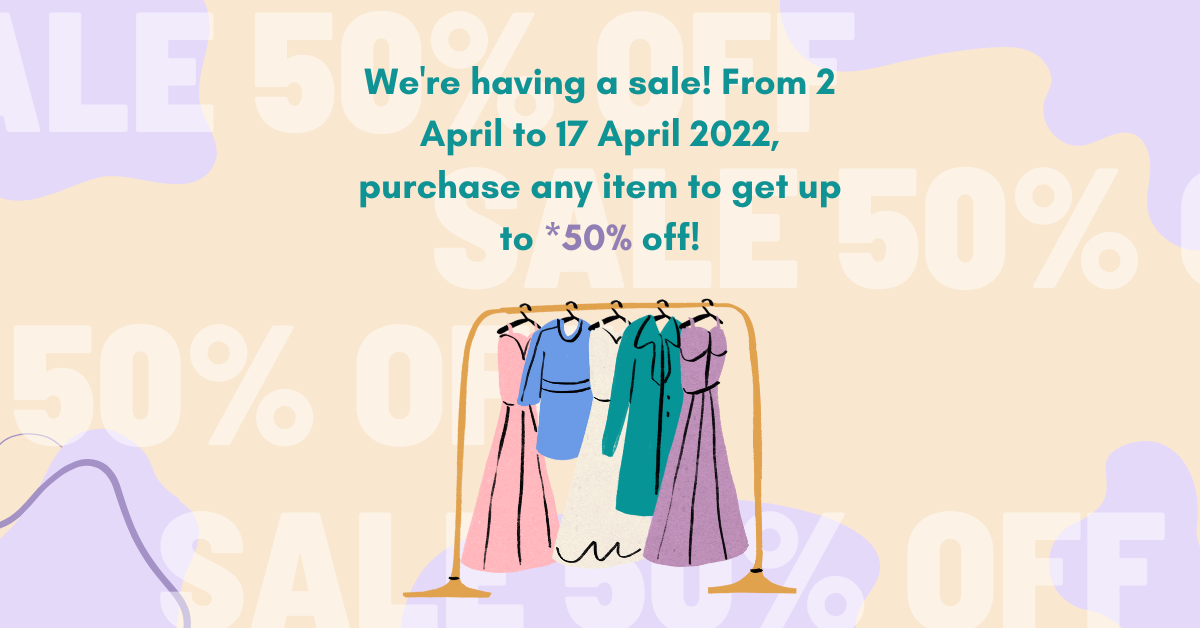 ALE 50% OFF
We're having a sale! From 2
April to 17 April 2022,
purchase any item to get up
to *50% off!
SALE 50% O
50% OF
SALE 50% OFF